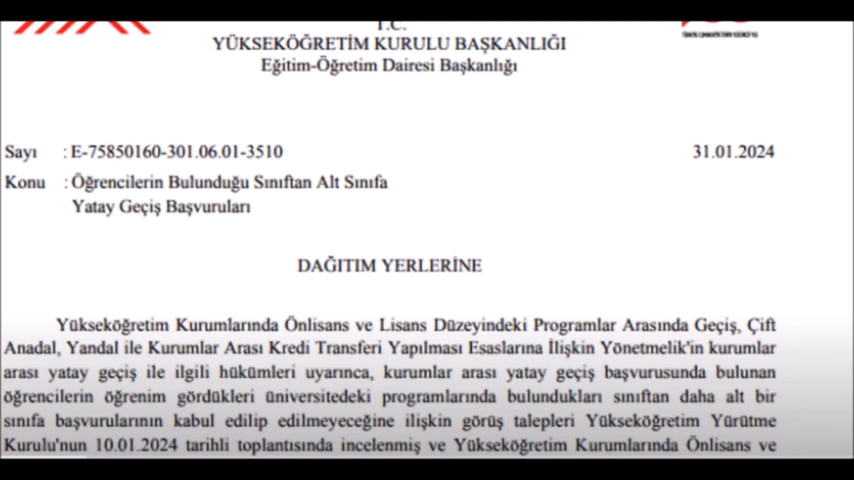 T.C.
YÜKSEKÖĞRETİM KURULU BAŞKANLIĞI
Eğitim-Öğretim Dairesi Başkanlığı
Sayı : E-75850160-301.06.01-3510 31.01.2024
Konu : Öğrencilerin Bulunduğu Sınıftan Alt Sınıfa
Yatay Geçiş Başvuruları
DAĞITIM YERLERİNE
Yükseköğretim Kurumlarında Önlisans ve Lisans Düzeyindeki Programlar Arasında Geçiş, Çift
Anadal, Yandal ile Kurumlar Arası Kredi Transferi Yapılması Esaslarına İlişkin Yönetmelik'in kurumlar
arası yatay geçiş ile ilgili hükümleri uyarınca, kurumlar arası yatay geçiş başvurusunda bulunan
öğrencilerin öğrenim gördükleri üniversitedeki programlarında bulundukları sınıftan daha alt bir
sınıfa başvurularının kabul edilip edilmeyeceğine ilişkin görüş talepleri Yükseköğretim Yürütme
Kurulu'nun 10.01.2024 tarihli toplantısında incelenmiş ve Yükseköğretim Kurumlarında Önlisans ve